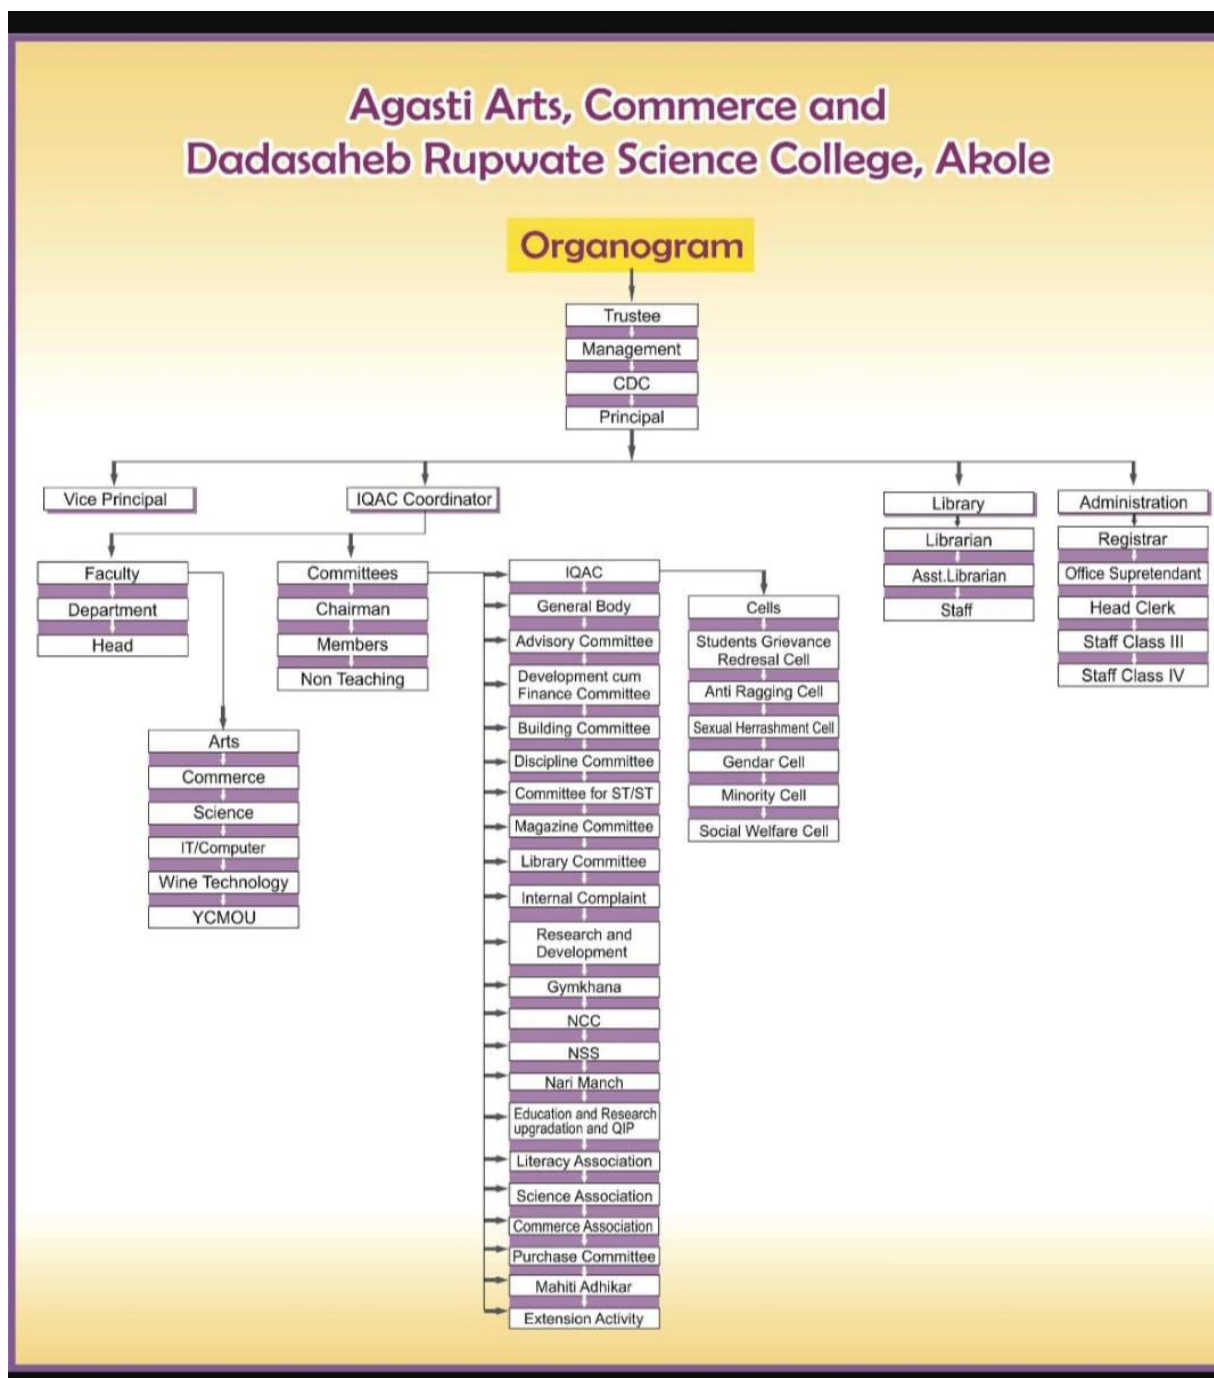 Agasti Arts, Commerce and
Dadasaheb Rupwate Science College, Akole
Organogram
Trustee
Management
CDC
Principal
Vice Principal
IQAC Coordinator
Library
Administration
Faculty
Department
Head
Arts
Commerce
Science
IT/Computer
Wine Technology
YCMOU
Committees
Chairman
Members
Non Teaching
IQAC
General Body
Advisory Committee
Development cum
Finance Committee
Building Committee
Discipline Committee
Committee for ST/ST
Magazine Committee
Library Committee
Internal Complaint
Research and
Development
Gymkhana
NCC
NSS
Nari Manch
Education and Research
upgradation and QIP
Literacy Association
Science Association
Commerce Association
Purchase Committee
Mahiti Adhikar
Extension Activity
Cells
Students Grievance
Redresal Cell
Anti Ragging Cell
Sexual Herrashment Cell
Gendar Cell
Minority Cell
Social Welfare Cell
Librarian
Asst.Librarian
Staff
Registrar
Office Supretendant
Head Clerk
Staff Class III
Staff Class IV